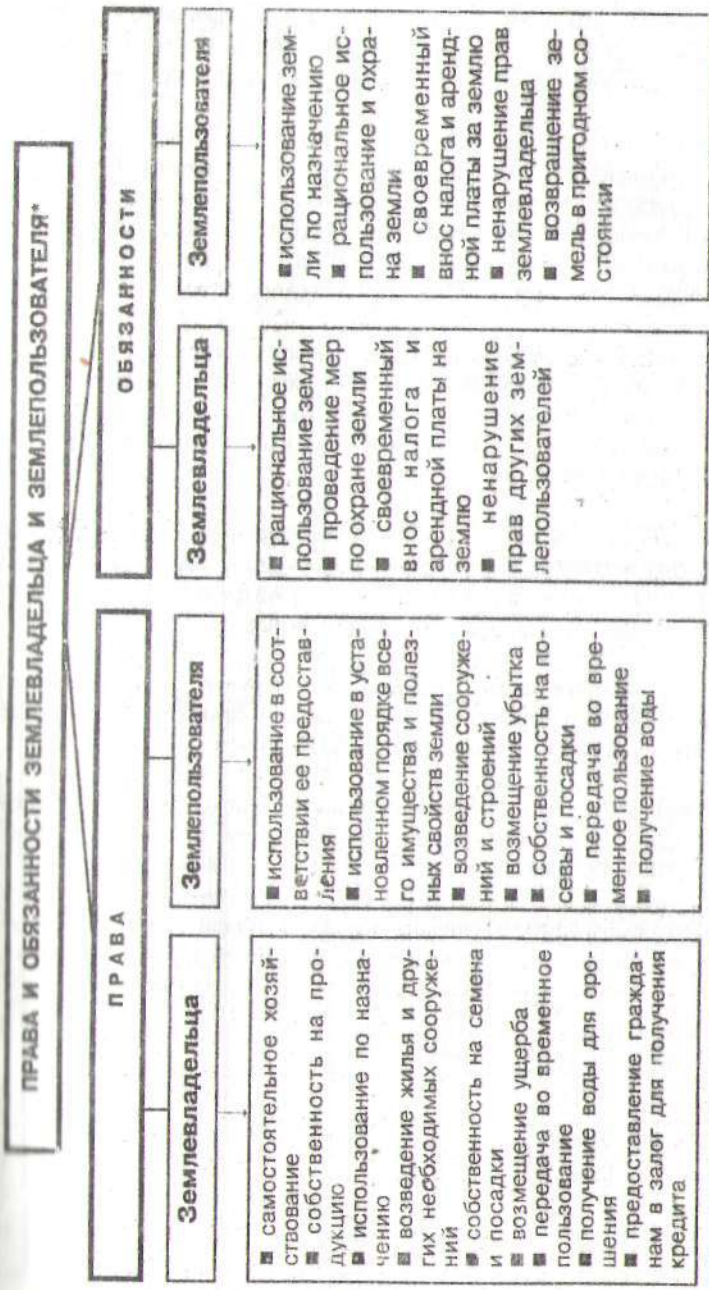 ПРАВА И ОБЯЗАННОСТИ ЗЕМЛЕВЛАДЕЛЬЦА И ЗЕМЛЕПОЛЬЗОВАТЕЛЯ*
ПРАВА
Землевладельца
■ самостоятельное хозяй-
ствование
■ собственность на про-
дукцию
■ использование по назна-
чению
■ возведение жилья и дру-
гих необходимых сооруже-
ний
■ собственность на семена
и посадки
■ возмещение ущерба
■ передача во временное
пользование
■ получение воды для оро-
шения
■ предоставление гражда-
нам в залог для получения
кредита
Землепользователя
■ использование в соот-
ветствии ее предостав-
ления
■ использование в уста-
новленном порядке все-
го имущества и полез-
ных свойств земли
■ возведение сооруже-
ний и строений
■ возмещение убытка
■ собственность на по-
севы и посадки
■ передача во вре-
менное пользование
■ получение воды
ОБЯЗАННОСТИ
Землевладельца
■ рациональное ис-
пользование земли
■ проведение мер
по охране земли
■ своевременный
внос налога и
арендной платы на
землю
■ ненарушение
прав других зем-
лепользователей
Землепользователя
■ использование зем-
ли по назначению
■ рациональное ис-
пользование и охра-
на земли
■ своевременный
внос налога и аренд-
ной платы за землю
■ ненарушение прав
землевладельца
■ возвращение зе-
мель в пригодном со-
стоянии